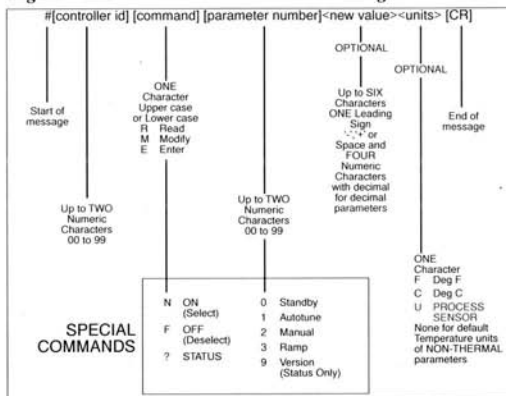 #[controller id] [command] [parameter number]<new value><units> [CR]
OPTIONAL
OPTIONAL
Start of
message
ONE
Character
Upper case
or Lower case
R Read
M Modify
E Enter
Up to SIX
Characters
ONE Leading
Sign
'-','+' or
Space and
FOUR
Numeric
Characters
with decimal
for decimal
parameters
End of
message
Up to TWO
Numeric
Characters
00 to 99
Up to TWO
Numeric
Characters
00 to 99
ONE
Character
F Deg F
C Deg C
U PROCESS
SENSOR
None for default
Temperature units
of NON-THERMAL
parameters
SPECIAL
COMMANDS
N ON
(Select)
F OFF
(Deselect)
? STATUS
0 Standby
1 Autotune
2 Manual
3 Ramp
9 Version
(Status Only)